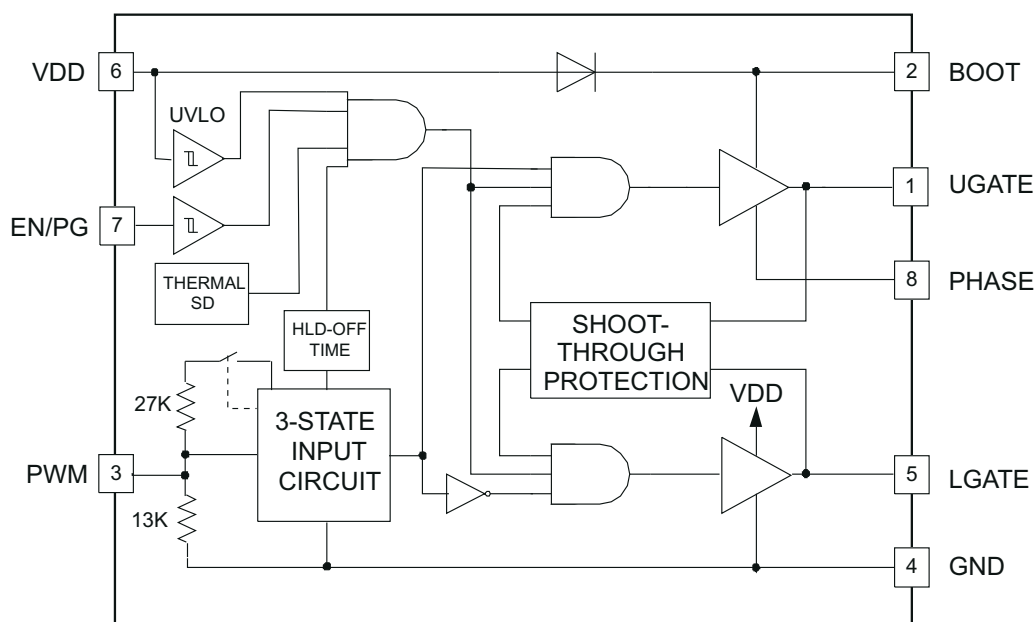 VDD
6
2
BOOT
UVLO
1
UGATE
EN/PG
7
THERMAL
SD
8
PHASE
HLD-OFF
TIME
SHOOT-
THROUGH
PROTECTION
27K
VDD
3-STATE
INPUT
CIRCUIT
PWM
3
5
LGATE
13K
4
GND